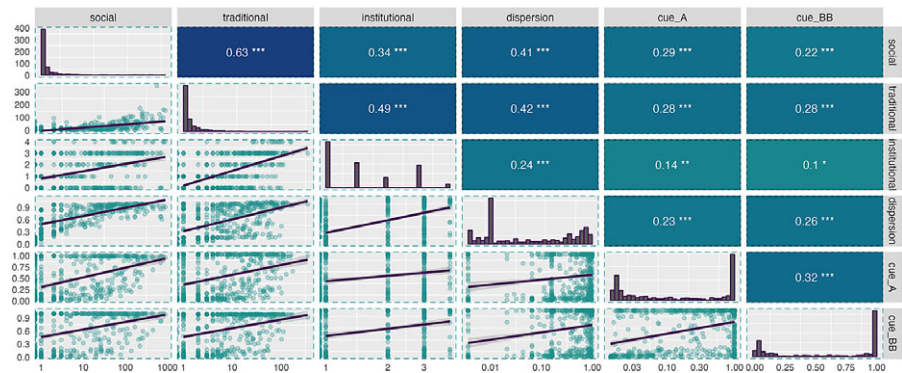 social traditional institutional dispersion cue_A cue_BB
400
300
200
100
0
0.63 *** 0.34 *** 0.41 *** 0.29 *** 0.22 ***
social
300
200
100
0
0.49 *** 0.42 *** 0.28 *** 0.28 ***
traditional
4
3
2
1
0
0.24 *** 0.14 ** 0.1 *
institutional
0.9
0.6
0.3
0.0
0.23 *** 0.26 ***
dispersion
1.00
0.75
0.50
0.25
0.00
0.32 ***
cue_A
0.9
0.6
0.3
0.0
cue_BB
1 10 100 1000 1 10 100 1 2 3 0.01 0.10 1.00 0.03 0.10 0.30 1.00 0.00 0.25 0.50 0.75 1.00